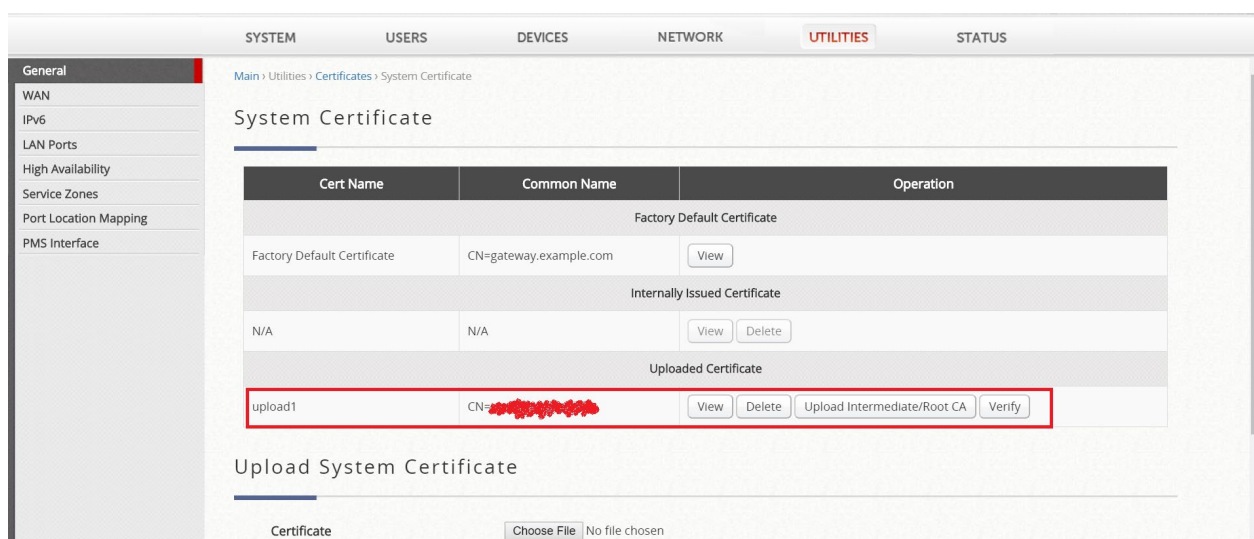 SYSTEM USERS DEVICES NETWORK UTILITIES STATUS
General
WAN
IPv6
LAN Ports
High Availability
Service Zones
Port Location Mapping
PMS Interface
Main › Utilities › Certificates › System Certificate
System Certificate
Cert Name Common Name Operation
Factory Default Certificate
Factory Default Certificate CN=gateway.example.com View
Internally Issued Certificate
N/A N/A View Delete
Uploaded Certificate
upload1 CN= View Delete Upload Intermediate/Root CA Verify
Upload System Certificate
Certificate Choose File No file chosen